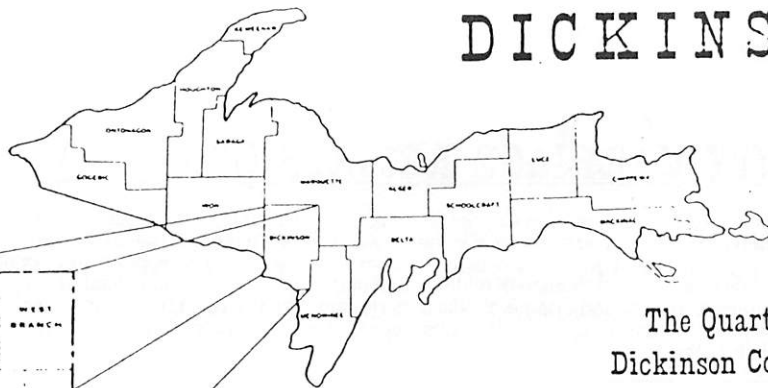 DICKINS
KEWEENAW
HOUGHTON
ONTONAGON
BARAGA
GOGEBIC
IRON
MARQUETTE
DICKINSON
MENOMINEE
ALGER
DELTA
SCHOOLCRAFT
LUCE
CHIPPEWA
MACKINAC
WEST
BRANCH
The Quart
Dickinson Co